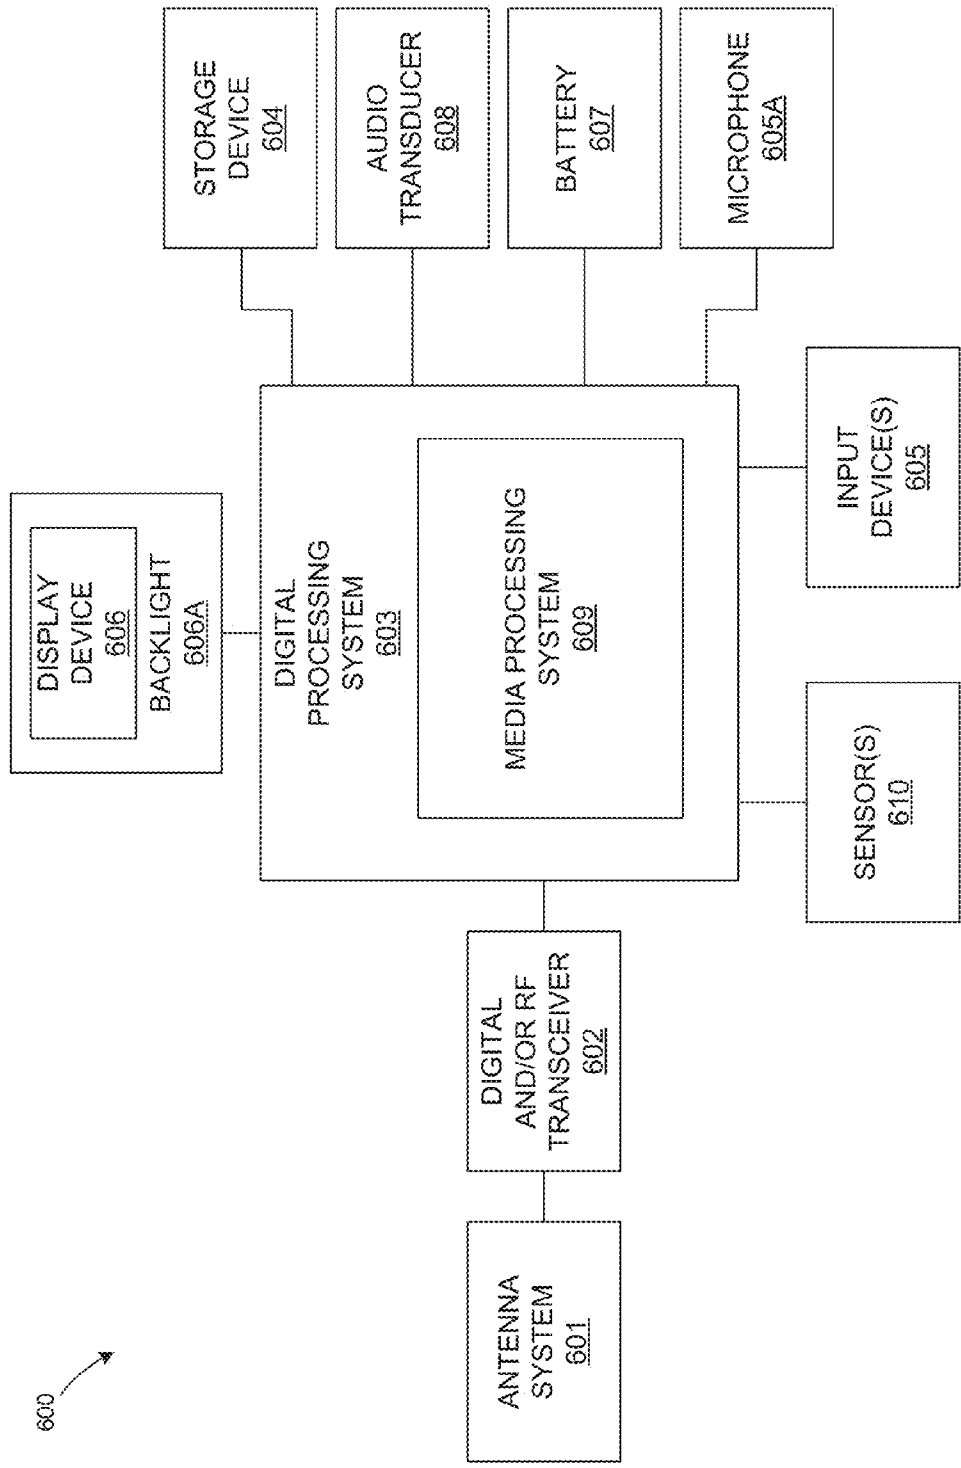 600
DISPLAY
DEVICE
606
BACKLIGHT
606A
STORAGE
DEVICE
604
AUDIO
TRANSDUCER
608
BATTERY
607
MICROPHONE
605A
ANTENNA
SYSTEM
601
DIGITAL
AND/OR RF
TRANSCEIVER
602
DIGITAL
PROCESSING
SYSTEM
603
MEDIA PROCESSING
SYSTEM
609
SENSOR(S)
610
INPUT
DEVICE(S)
605